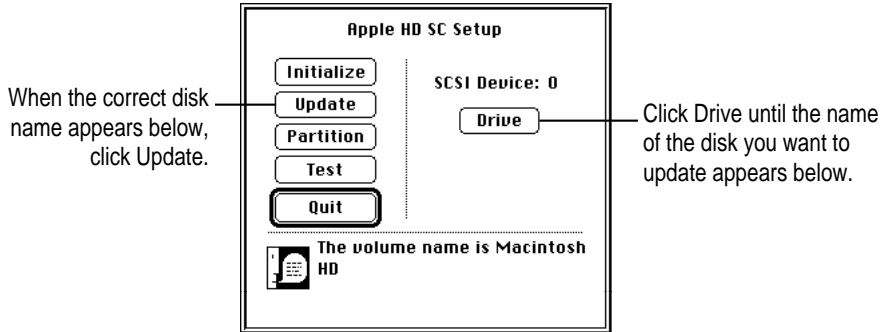 Apple HD SC Setup
Initialize
Update
Partition
Test
Quit
SCSI Device: 0
Drive
The volume name is Macintosh
HD
When the correct disk
name appears below,
click Update.
Click Drive until the name
of the disk you want to
update appears below.